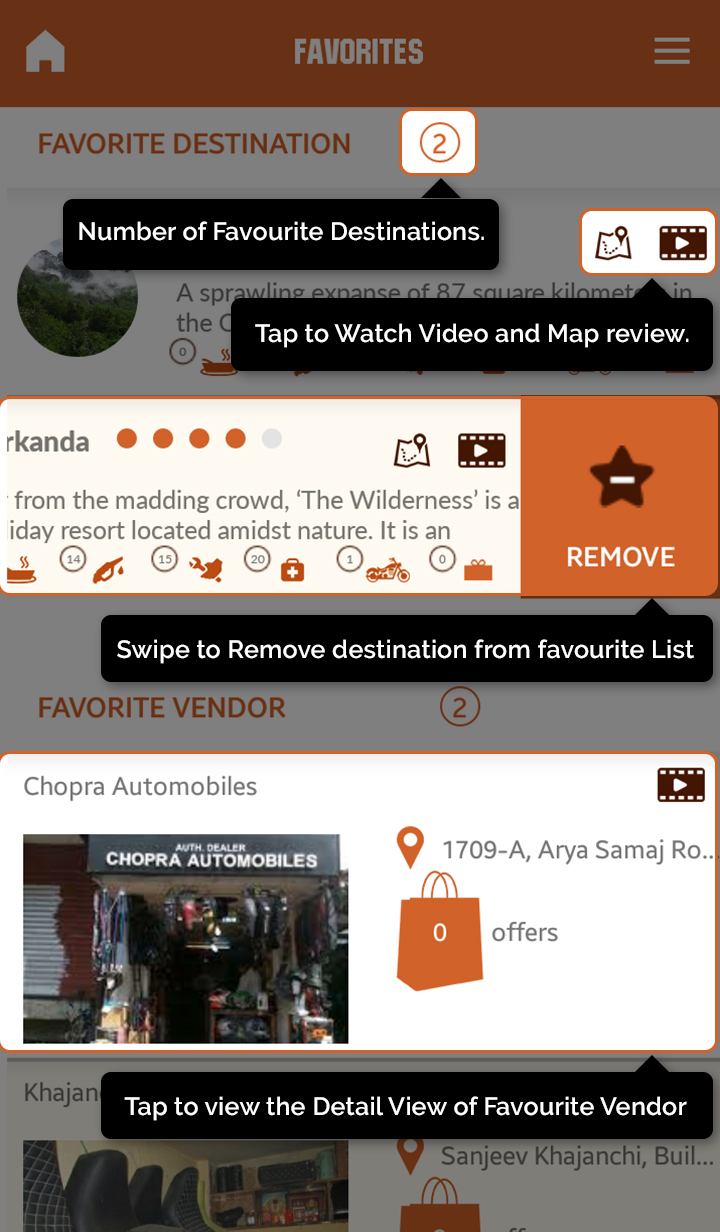 FAVORITES
FAVORITE DESTINATION
2
Number of Favourite Destinations.
A sprawling expanse of 87 square kilometers in
the
Tap to Watch Video and Map review.
0
rkanda
from the madding crowd, ‘The Wilderness’ is a
iday resort located amidst nature. It is an
14 15 20 1 0
REMOVE
Swipe to Remove destination from favourite List
FAVORITE VENDOR
2
Chopra Automobiles
AUTH. DEALER
CHOPRA AUTOMOBILES
1709-A, Arya Samaj Ro...
0 offers
Khajan
Tap to view the Detail View of Favourite Vendor
Sanjeev Khajanchi, Buil...